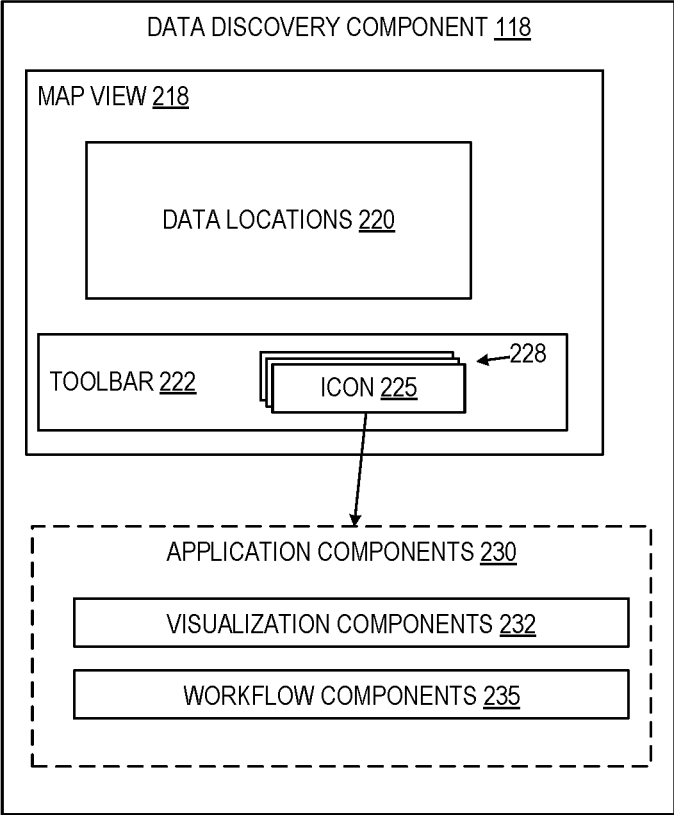 DATA DISCOVERY COMPONENT 118
MAP VIEW 218
DATA LOCATIONS 220
228
TOOLBAR 222
ICON 225
APPLICATION COMPONENTS 230
VISUALIZATION COMPONENTS 232
WORKFLOW COMPONENTS 235